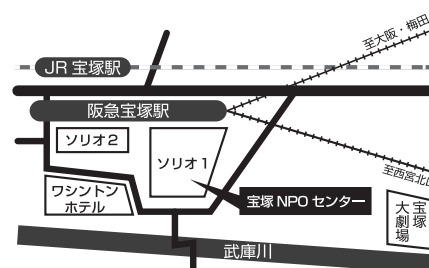 至大阪・梅田
JR 宝塚駅
阪急宝塚駅
ソリオ2
ソリオ1
至西宮北口
ワシントン
ホテル
宝塚 NPO センター
宝塚
大劇場
武庫川